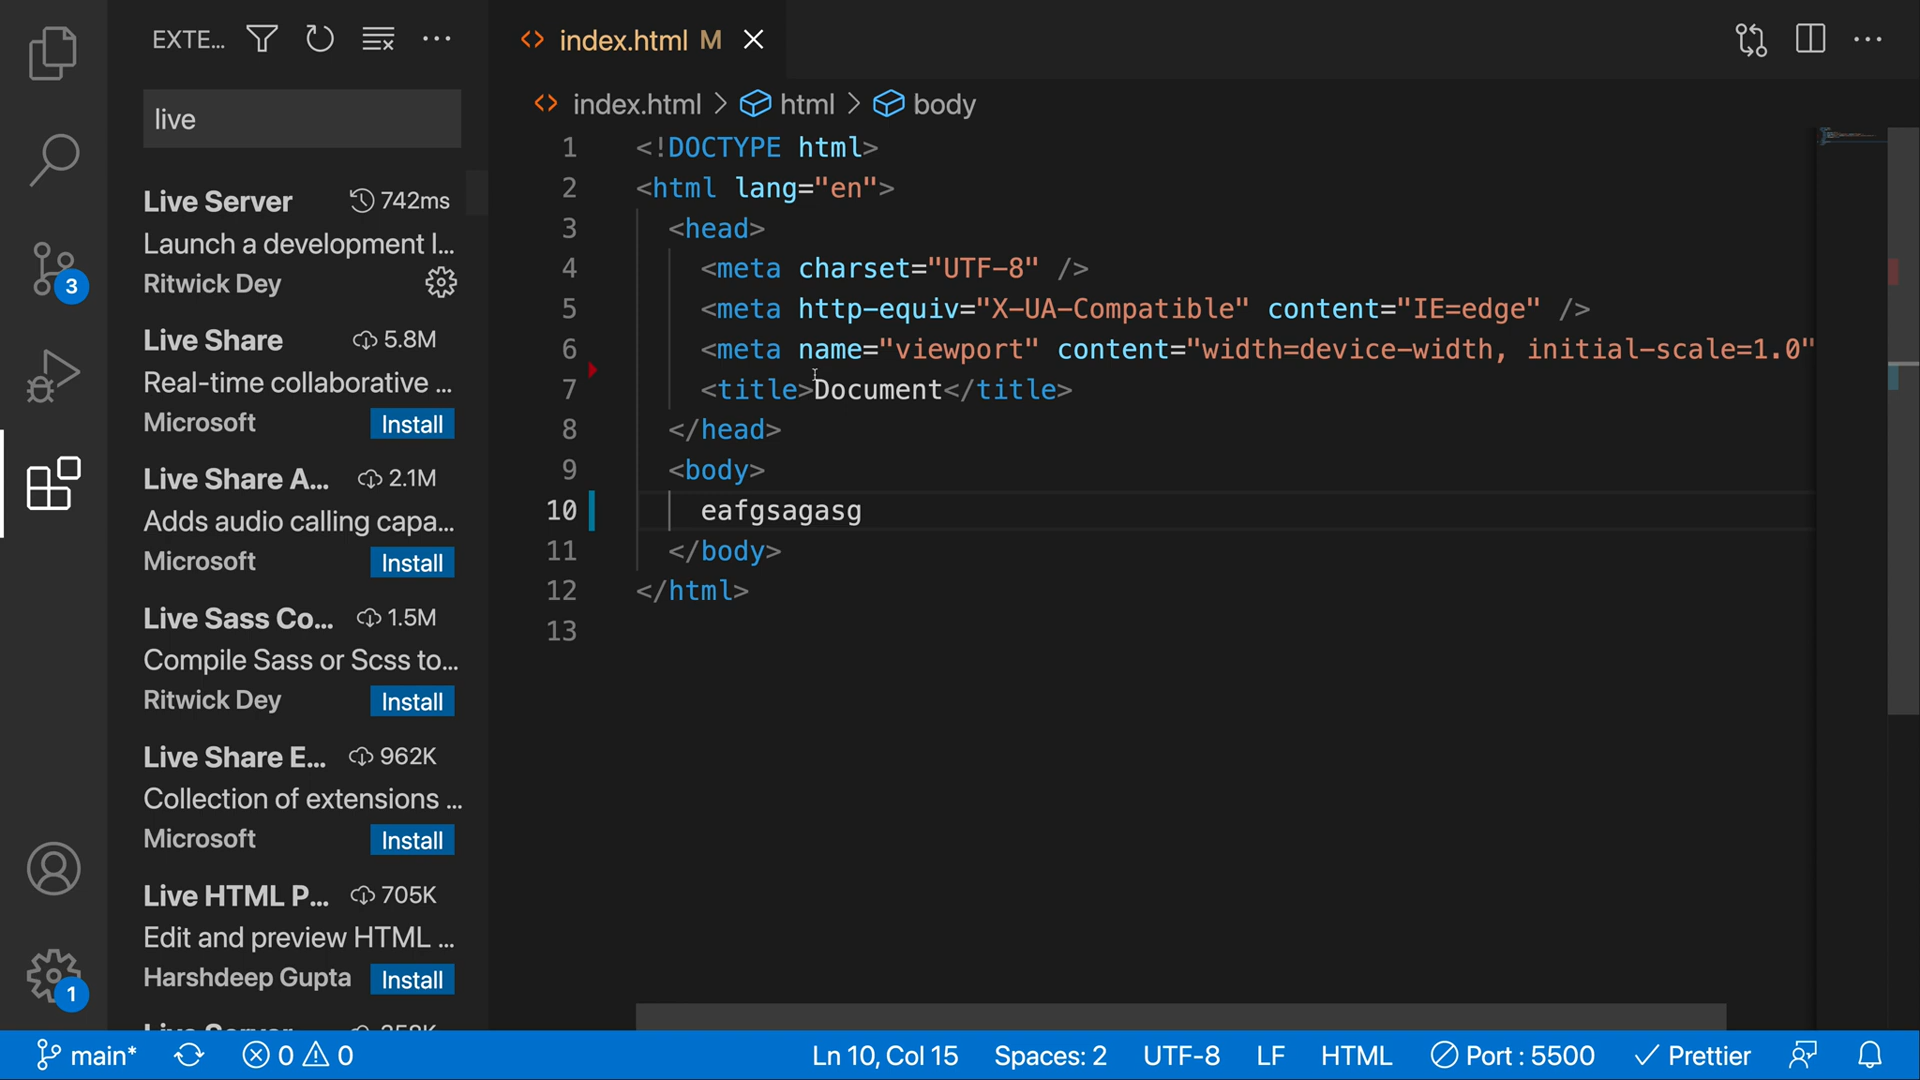 EXTE...
live
Live Server 742ms
Launch a development l...
Ritwick Dey
Live Share 5.8M
Real-time collaborative ...
Microsoft Install
Live Share A... 2.1M
Adds audio calling capa...
Microsoft Install
Live Sass Co... 1.5M
Compile Sass or Scss to...
Ritwick Dey Install
Live Share E... 962K
Collection of extensions ...
Microsoft Install
Live HTML P... 705K
Edit and preview HTML ...
Harshdeep Gupta Install
3
1
<> index.html M
<> index.html > html > body
1 <!DOCTYPE html>
2 <html lang="en">
3 <head>
4 <meta charset="UTF-8" />
5 <meta http-equiv="X-UA-Compatible" content="IE=edge" />
6 <meta name="viewport" content="width=device-width, initial-scale=1.0"
7 <title>Document</title>
8 </head>
9 <body>
10 eafgsagasg
11 </body>
12 </html>
13
main* 0 0 Ln 10, Col 15 Spaces: 2 UTF-8 LF HTML Port : 5500 Prettier